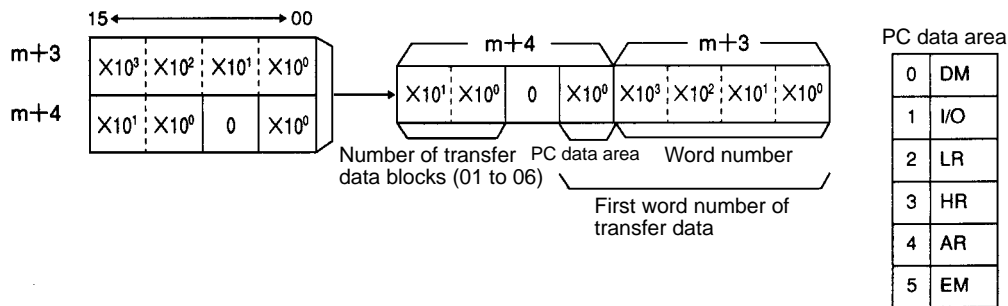 15 00
m+3
X10³ X10² X10¹ X10⁰
m+4
X10¹ X10⁰ 0 X10⁰
m+4 m+3
X10¹ X10⁰ 0 X10⁰ X10³ X10² X10¹ X10⁰
Number of transfer
data blocks (01 to 06)
PC data area
Word number
First word number of
transfer data
PC data area
0 DM
1 I/O
2 LR
3 HR
4 AR
5 EM